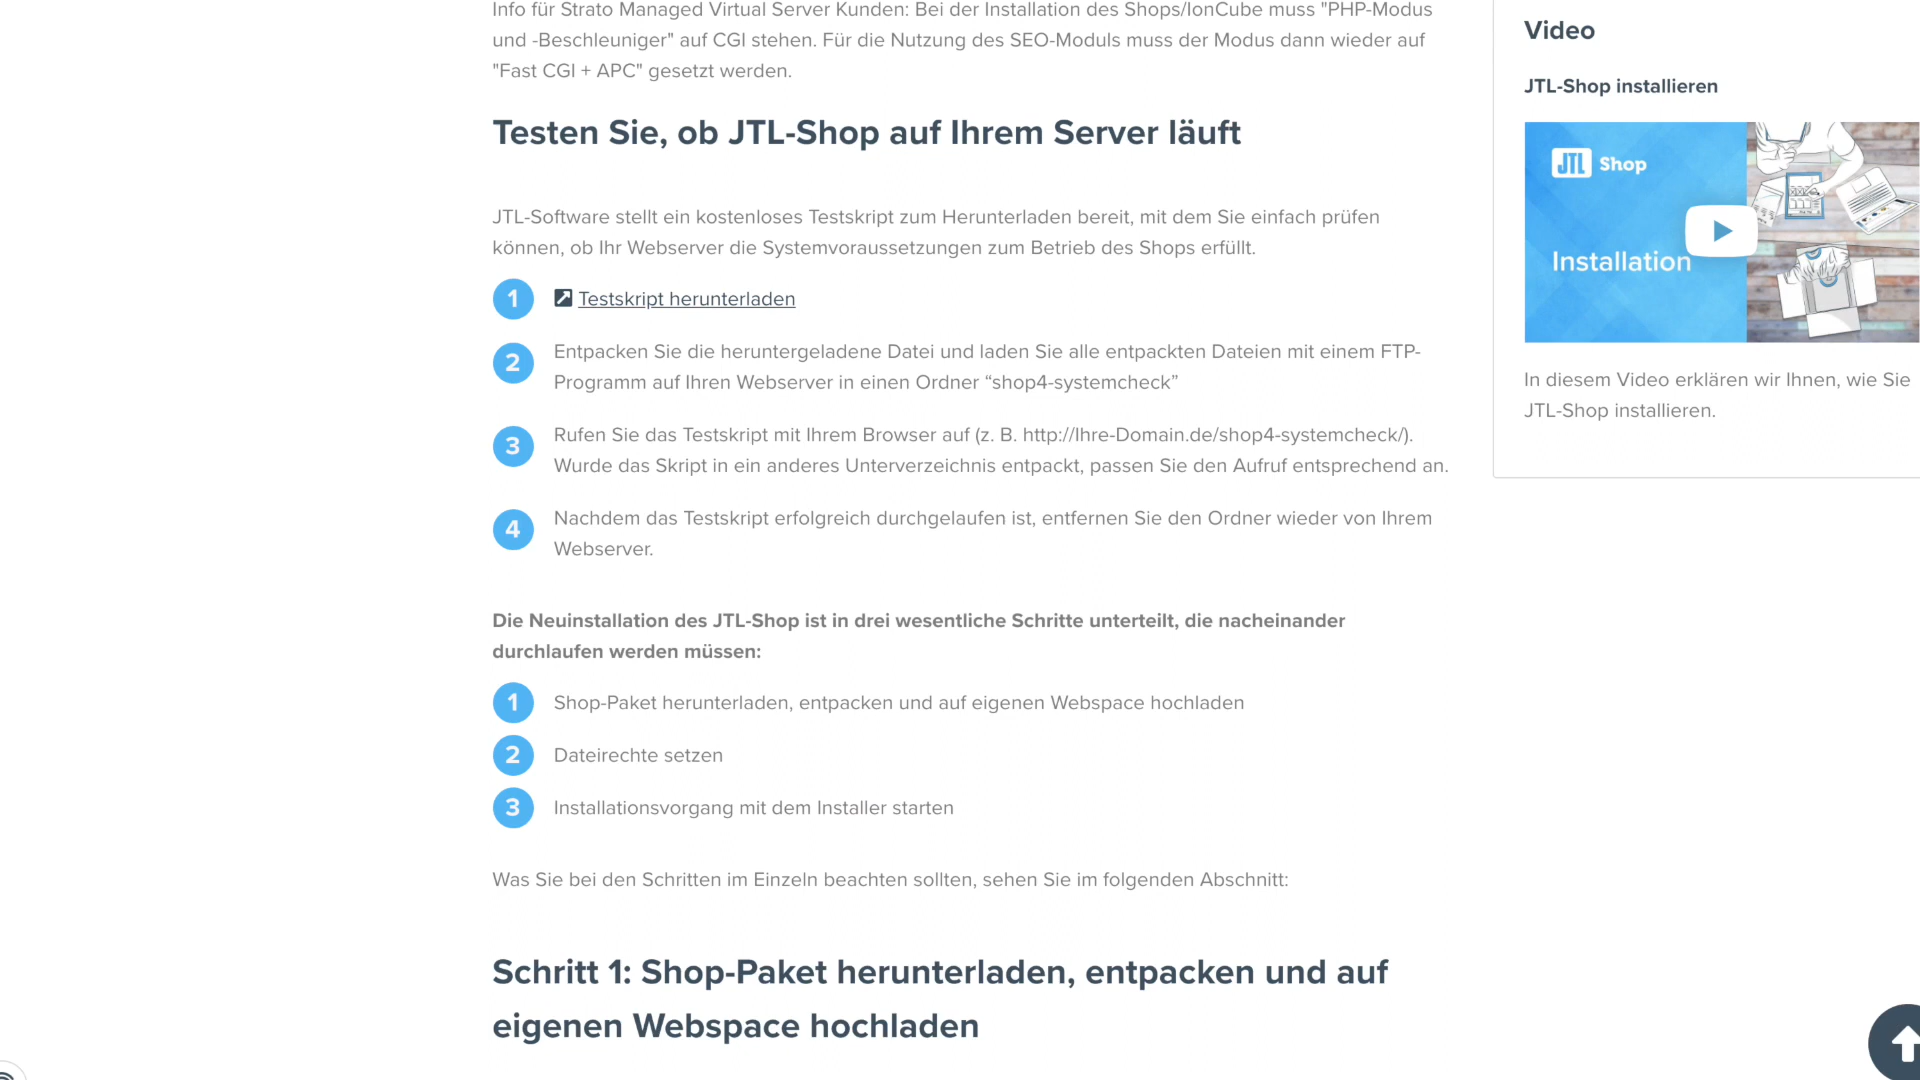 Info für Strato Managed Virtual Server Kunden: Bei der Installation des Shops/IonCube muss "PHP-Modus
und -Beschleuniger" auf CGI stehen. Für die Nutzung des SEO-Moduls muss der Modus dann wieder auf
"Fast CGI + APC" gesetzt werden.
Testen Sie, ob JTL-Shop auf Ihrem Server läuft
JTL-Software stellt ein kostenloses Testskript zum Herunterladen bereit, mit dem Sie einfach prüfen
können, ob Ihr Webserver die Systemvoraussetzungen zum Betrieb des Shops erfüllt.
1 Testskript herunterladen
2 Entpacken Sie die heruntergeladene Datei und laden Sie alle entpackten Dateien mit einem FTP-
Programm auf Ihren Webserver in einen Ordner “shop4-systemcheck”
3 Rufen Sie das Testskript mit Ihrem Browser auf (z. B. http://Ihre-Domain.de/shop4-systemcheck/).
Wurde das Skript in ein anderes Unterverzeichnis entpackt, passen Sie den Aufruf entsprechend an.
4 Nachdem das Testskript erfolgreich durchgelaufen ist, entfernen Sie den Ordner wieder von Ihrem
Webserver.
Die Neuinstallation des JTL-Shop ist in drei wesentliche Schritte unterteilt, die nacheinander
durchlaufen werden müssen:
1 Shop-Paket herunterladen, entpacken und auf eigenen Webspace hochladen
2 Dateirechte setzen
3 Installationsvorgang mit dem Installer starten
Was Sie bei den Schritten im Einzeln beachten sollten, sehen Sie im folgenden Abschnitt:
Schritt 1: Shop-Paket herunterladen, entpacken und auf
eigenen Webspace hochladen
Video
JTL-Shop installieren
JTL Shop
Installation
In diesem Video erklären wir Ihnen, wie Sie
JTL-Shop installieren.